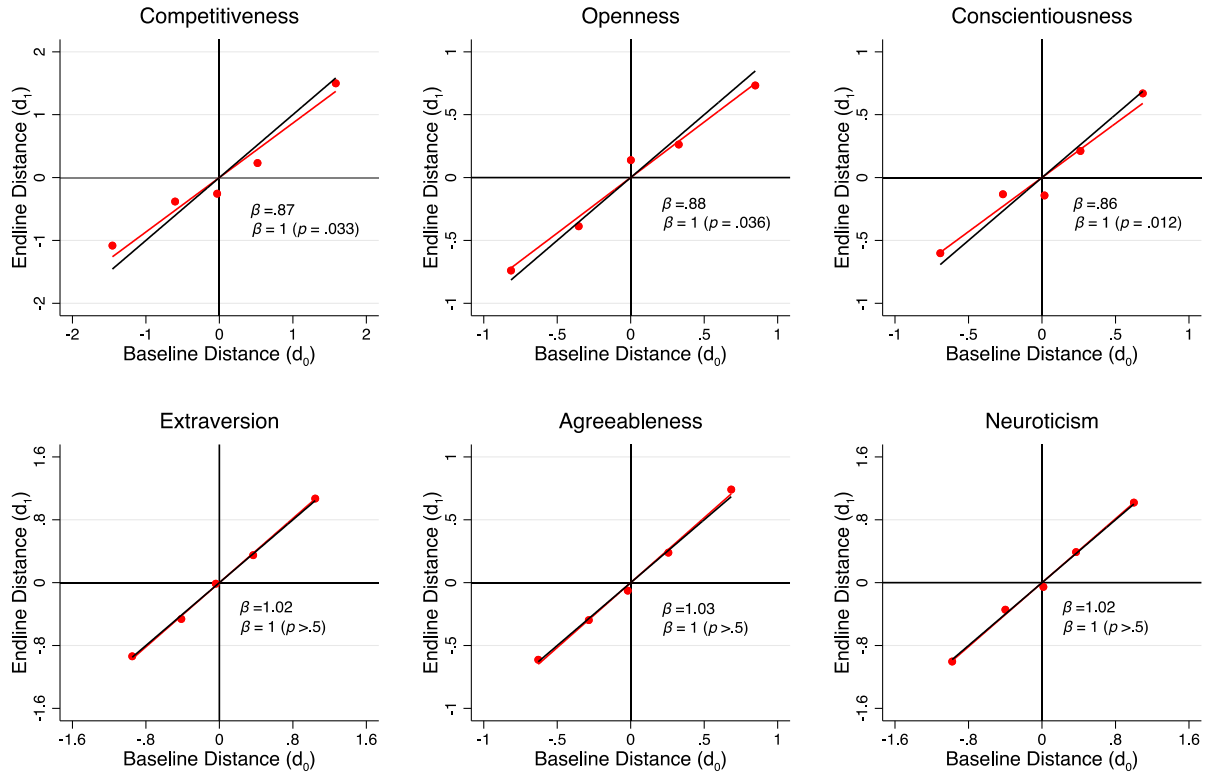 Competitiveness
Endline Distance (d₁)
2
1
0
-1
-2
β =.87
β = 1 (p = .033)
-2
-1
0
1
2
Baseline Distance (d₀)
Openness
Endline Distance (d₁)
1
.5
0
-.5
-1
β =.88
β = 1 (p = .036)
-1
-.5
0
.5
1
Baseline Distance (d₀)
Conscientiousness
Endline Distance (d₁)
1
.5
0
-.5
-1
β =.86
β = 1 (p = .012)
-1
-.5
0
.5
1
Baseline Distance (d₀)
Extraversion
Endline Distance (d₁)
1.6
.8
0
-.8
-1.6
β =1.02
β = 1 (p >.5)
-1.6
-.8
0
.8
1.6
Baseline Distance (d₀)
Agreeableness
Endline Distance (d₁)
1
.5
0
-.5
-1
β =1.03
β = 1 (p >.5)
-1
-.5
0
.5
1
Baseline Distance (d₀)
Neuroticism
Endline Distance (d₁)
1.6
.8
0
-.8
-1.6
β =1.02
β = 1 (p >.5)
-1.6
-.8
0
.8
1.6
Baseline Distance (d₀)